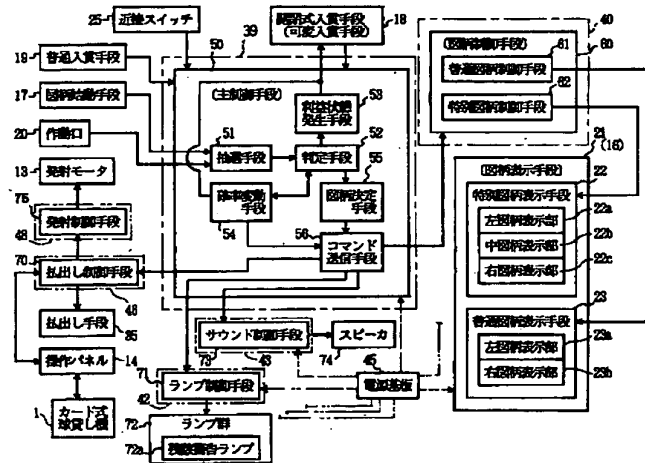 25
近接スイッチ
39
50
開閉式入賞手段
(可変入賞手段)
18
40
(図柄制御手段)
60
61
普通図柄制御手段
62
特別図柄制御手段
19
普通入賞手段
17
図柄始動手段
20
作動口
13
発射モータ
75
発射制御手段
48
70
払出し制御手段
46
払出し手段
35
操作パネル
14
1
カード式
球貸し機
(主制御手段)
利益状態
発生手段
53
51
抽選手段
52
判定手段
55
確率変動
手段
54
図柄決定
手段
56
コマンド
送信手段
21
(16)
(図柄表示手段)
22
特別図柄表示手段
左図柄表示部
22a
中図柄表示部
22b
右図柄表示部
22c
23
普通図柄表示手段
左図柄表示部
23a
右図柄表示部
23b
サウンド制御手段
73
43
スピーカ
74
71
ランプ制御手段
42
電源基板
45
72
ランプ群
72a